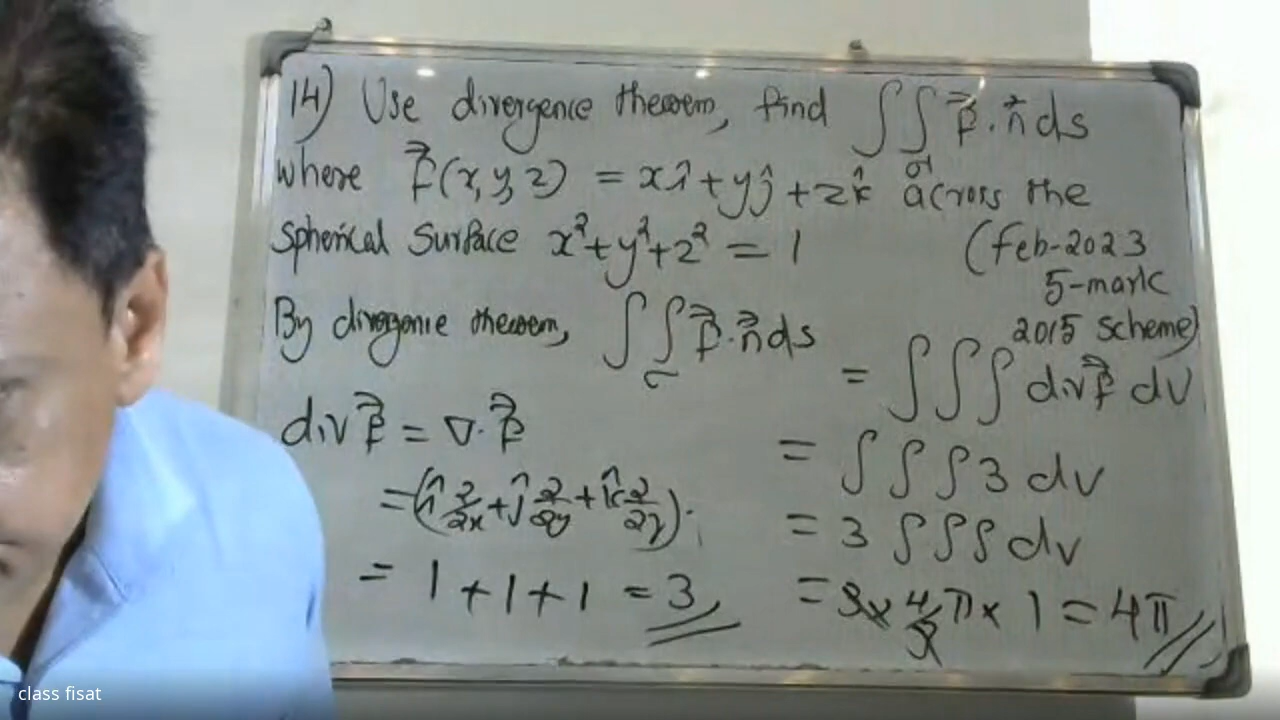 14) Use divergence theorem, find ∫∫σ F⃗·n⃗ ds
where F⃗(x, y, z) = xî + yĵ + zk̂ across the
spherical surface x² + y² + z² = 1 (Feb-2023
5-mark
2015 scheme)
By divergence theorem, ∫∫σ F⃗·n⃗ ds
= ∫∫∫ div F⃗ dv
div F⃗ = ∇·F⃗
= ∫∫∫ 3 dv
= (î ∂/∂x + ĵ ∂/∂y + k̂ ∂/∂z)·
= 3 ∫∫∫ dv
= 1 + 1 + 1 = 3
= 3 × 4/3 π × 1 = 4π
class fisat